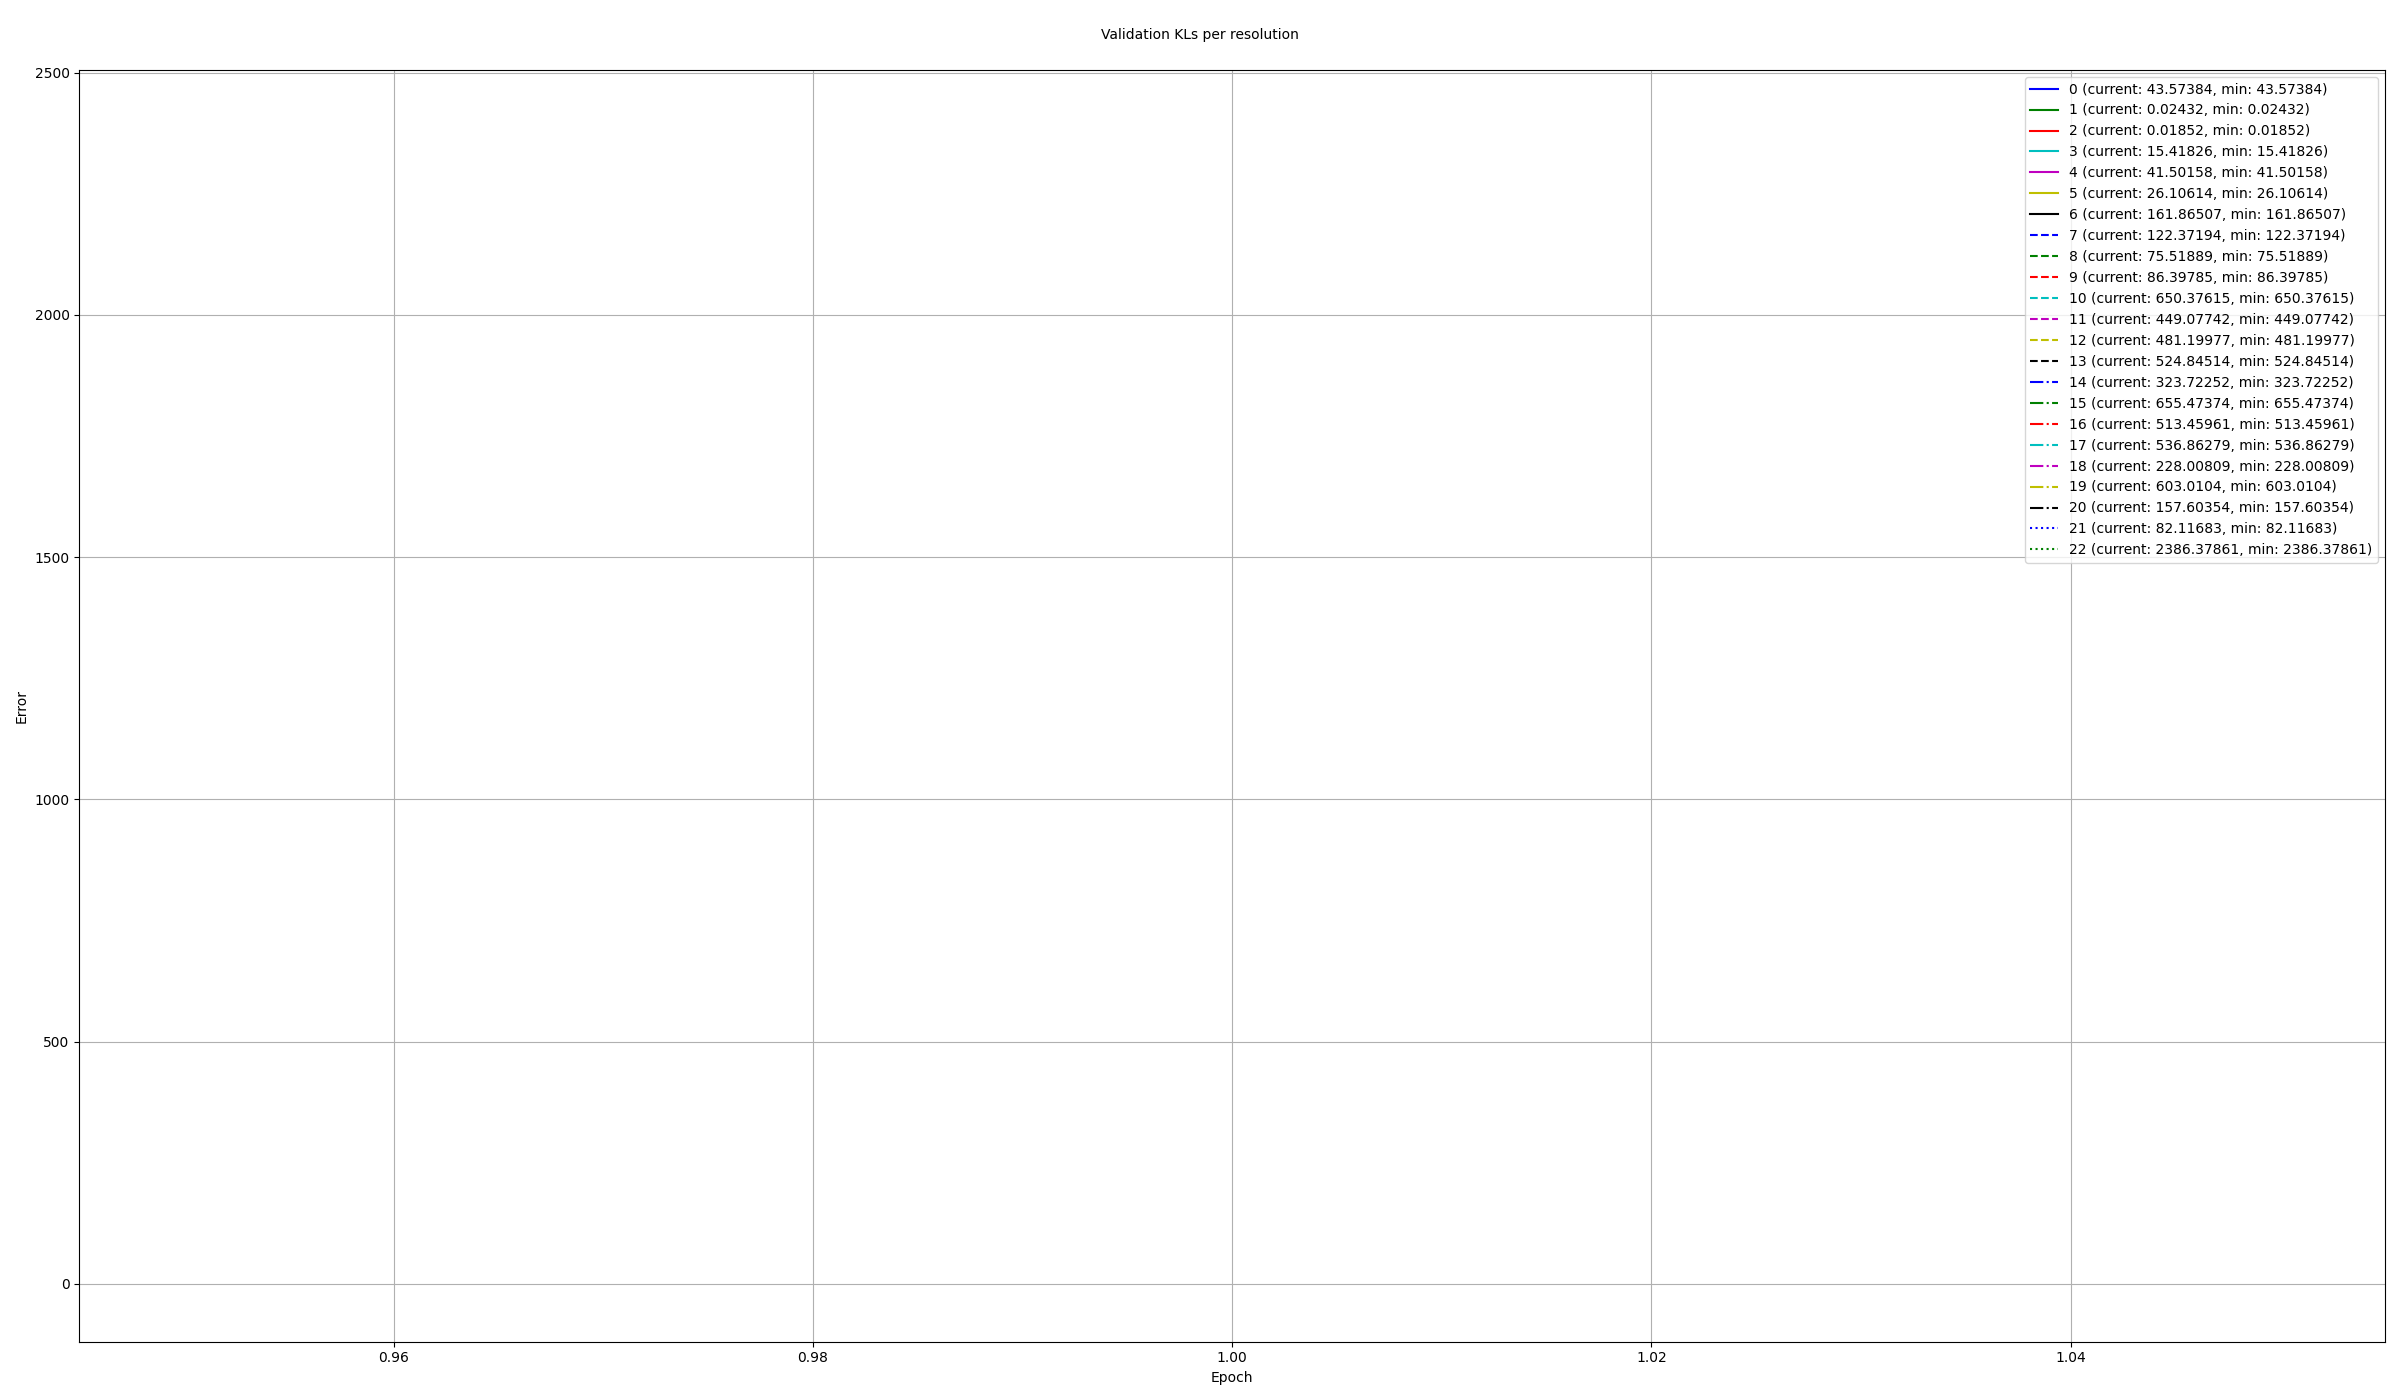 Validation KLs per resolution
2500
2000
1500
1000
500
0
Error
0 (current: 43.57384, min: 43.57384)
1 (current: 0.02432, min: 0.02432)
2 (current: 0.01852, min: 0.01852)
3 (current: 15.41826, min: 15.41826)
4 (current: 41.50158, min: 41.50158)
5 (current: 26.10614, min: 26.10614)
6 (current: 161.86507, min: 161.86507)
7 (current: 122.37194, min: 122.37194)
8 (current: 75.51889, min: 75.51889)
9 (current: 86.39785, min: 86.39785)
10 (current: 650.37615, min: 650.37615)
11 (current: 449.07742, min: 449.07742)
12 (current: 481.19977, min: 481.19977)
13 (current: 524.84514, min: 524.84514)
14 (current: 323.72252, min: 323.72252)
15 (current: 655.47374, min: 655.47374)
16 (current: 513.45961, min: 513.45961)
17 (current: 536.86279, min: 536.86279)
18 (current: 228.00809, min: 228.00809)
19 (current: 603.0104, min: 603.0104)
20 (current: 157.60354, min: 157.60354)
21 (current: 82.11683, min: 82.11683)
22 (current: 2386.37861, min: 2386.37861)
0.96 0.98 1.00 1.02 1.04
Epoch